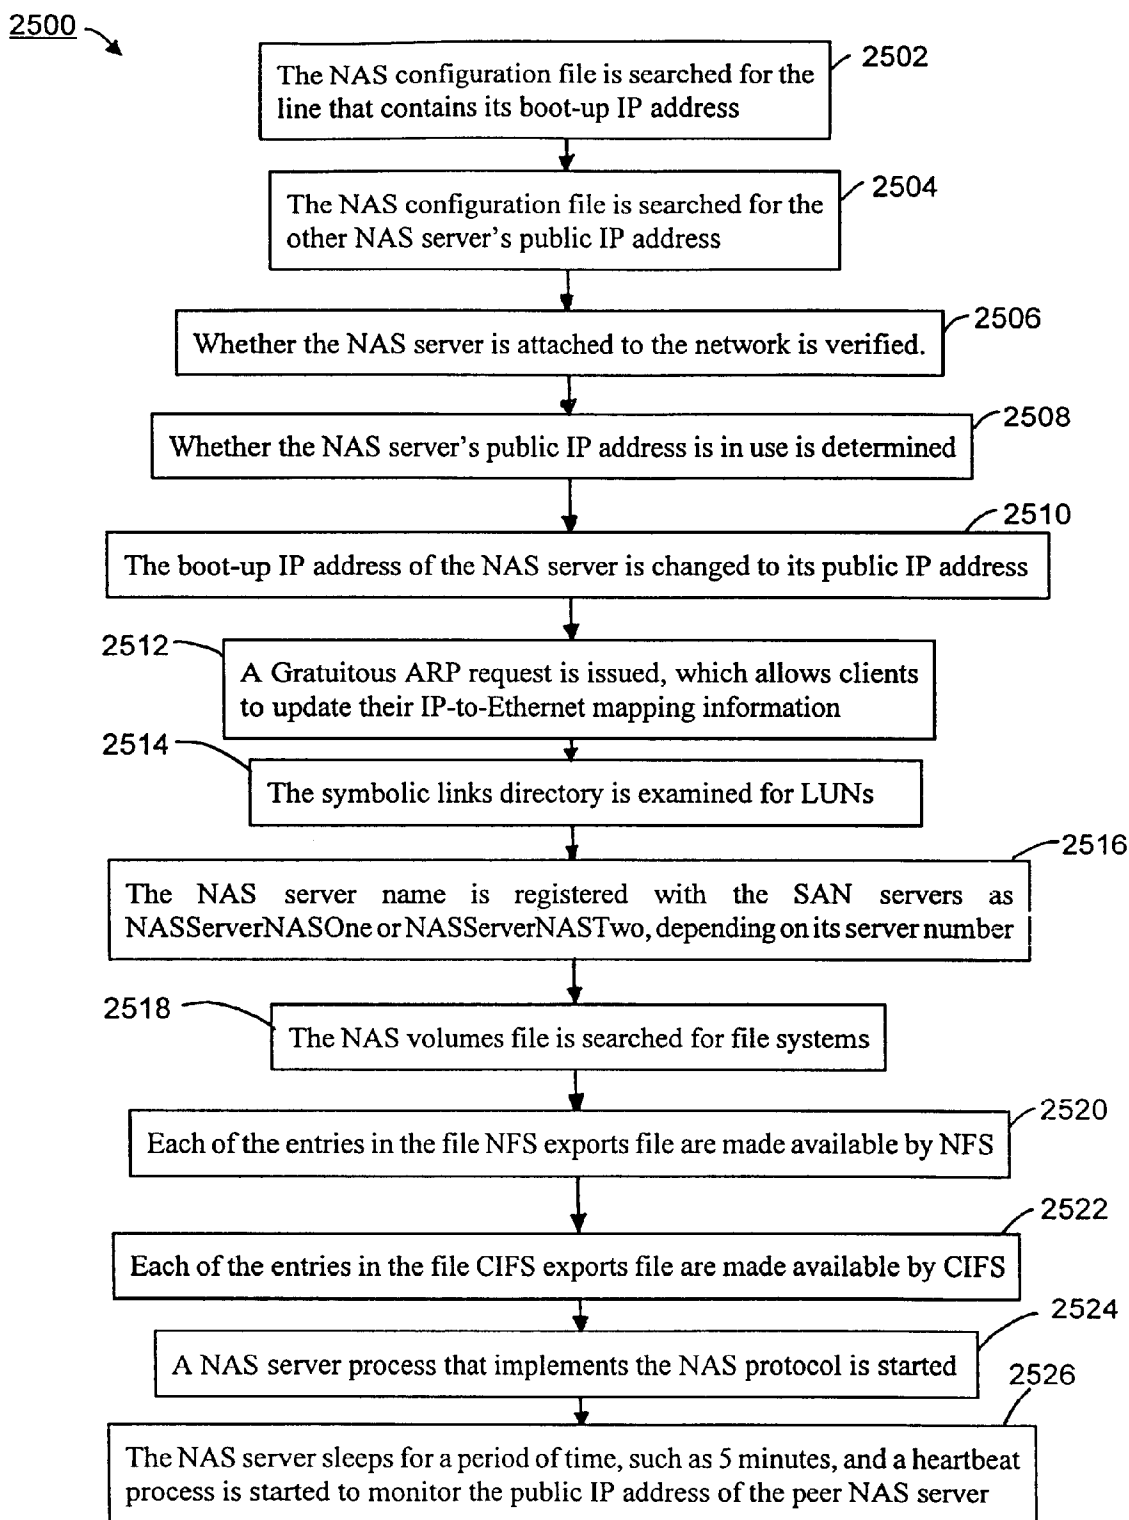 2500
2502
The NAS configuration file is searched for the
line that contains its boot-up IP address
2504
The NAS configuration file is searched for the
other NAS server's public IP address
2506
Whether the NAS server is attached to the network is verified.
2508
Whether the NAS server's public IP address is in use is determined
2510
The boot-up IP address of the NAS server is changed to its public IP address
2512
A Gratuitous ARP request is issued, which allows clients
to update their IP-to-Ethernet mapping information
2514
The symbolic links directory is examined for LUNs
2516
The NAS server name is registered with the SAN servers as
NASServerNASOne or NASServerNASTwo, depending on its server number
2518
The NAS volumes file is searched for file systems
2520
Each of the entries in the file NFS exports file are made available by NFS
2522
Each of the entries in the file CIFS exports file are made available by CIFS
2524
A NAS server process that implements the NAS protocol is started
2526
The NAS server sleeps for a period of time, such as 5 minutes, and a heartbeat
process is started to monitor the public IP address of the peer NAS server